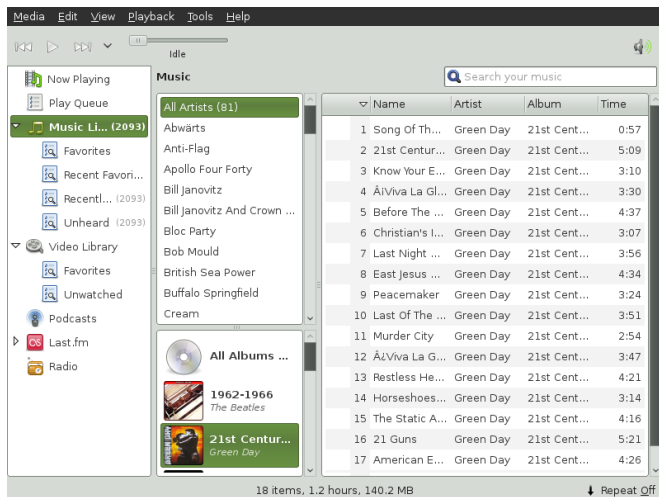 Media Edit View Playback Tools Help
Idle
Now Playing
Play Queue
Music Li... (2093)
Favorites
Recent Favori...
Recentl... (2093)
Unheard (2093)
Video Library
Favorites
Unwatched
Podcasts
Last.fm
Radio
Music
Search your music
All Artists (81)
Abwärts
Anti-Flag
Apollo Four Forty
Bill Janovitz
Bill Janovitz And Crown ...
Bloc Party
Bob Mould
British Sea Power
Buffalo Springfield
Cream
All Albums ...
1962-1966
The Beatles
21st Centur...
Green Day
Name Artist Album Time
1 Song Of Th... Green Day 21st Cent... 0:57
2 21st Centur... Green Day 21st Cent... 5:09
3 Know Your E... Green Day 21st Cent... 3:10
4 Â¡Viva La Gl... Green Day 21st Cent... 3:30
5 Before The ... Green Day 21st Cent... 4:37
6 Christian's I... Green Day 21st Cent... 3:07
7 Last Night ... Green Day 21st Cent... 3:56
8 East Jesus ... Green Day 21st Cent... 4:34
9 Peacemaker Green Day 21st Cent... 3:24
10 Last Of The ... Green Day 21st Cent... 3:51
11 Murder City Green Day 21st Cent... 2:54
12 Â¿Viva La G... Green Day 21st Cent... 3:47
13 Restless He... Green Day 21st Cent... 4:21
14 Horseshoes... Green Day 21st Cent... 3:14
15 The Static A... Green Day 21st Cent... 4:16
16 21 Guns Green Day 21st Cent... 5:21
17 American E... Green Day 21st Cent... 4:26
18 items, 1.2 hours, 140.2 MB
Repeat Off